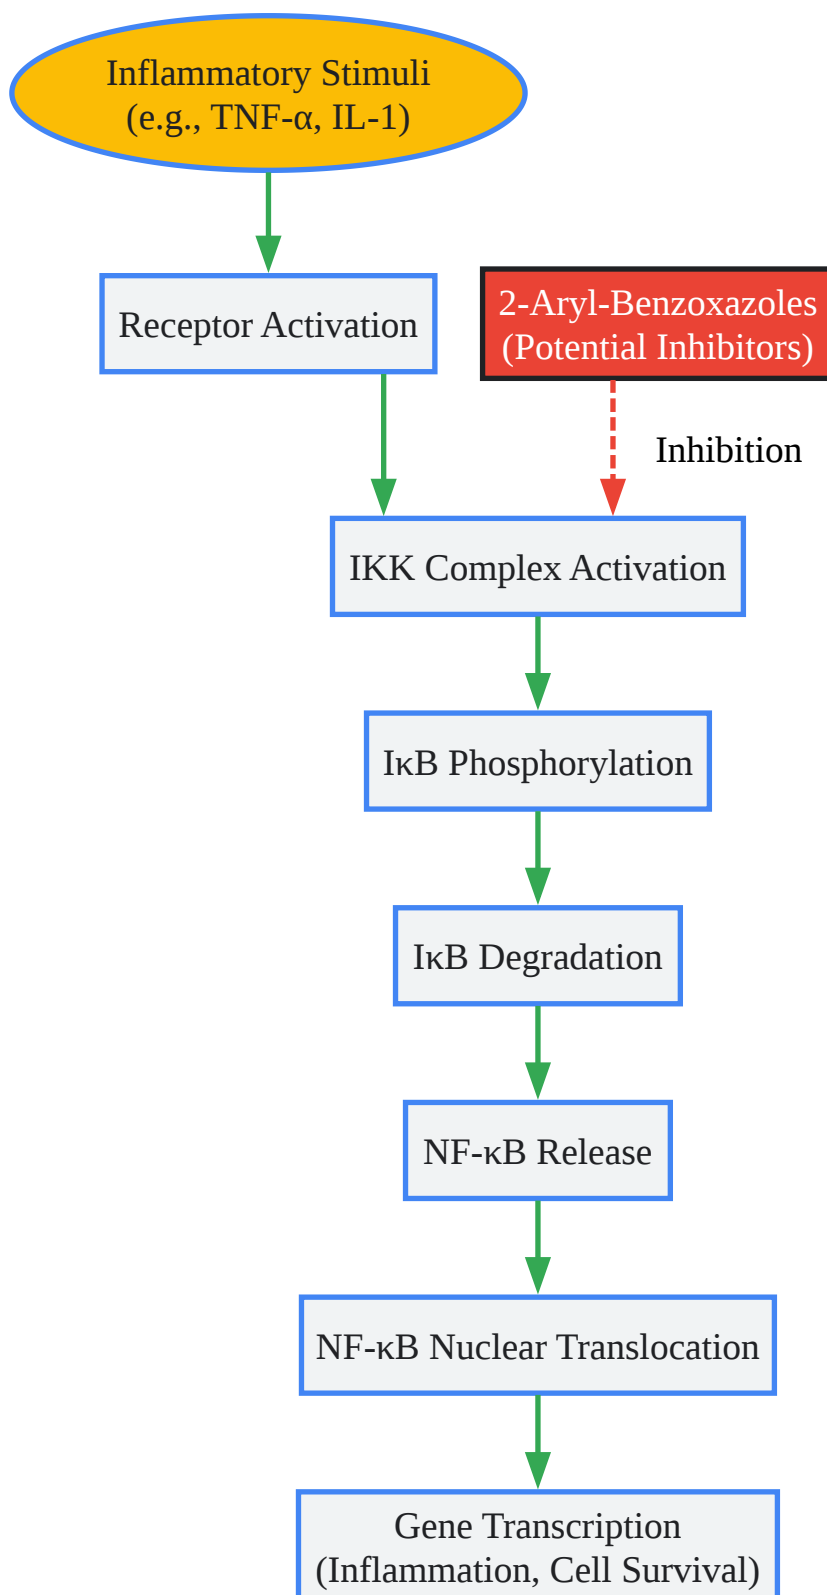 Inflammatory Stimuli
(e.g., TNF-α, IL-1)
Receptor Activation
2-Aryl-Benzoxazoles
(Potential Inhibitors)
Inhibition
IKK Complex Activation
IκB Phosphorylation
IκB Degradation
NF-κB Release
NF-κB Nuclear Translocation
Gene Transcription
(Inflammation, Cell Survival)